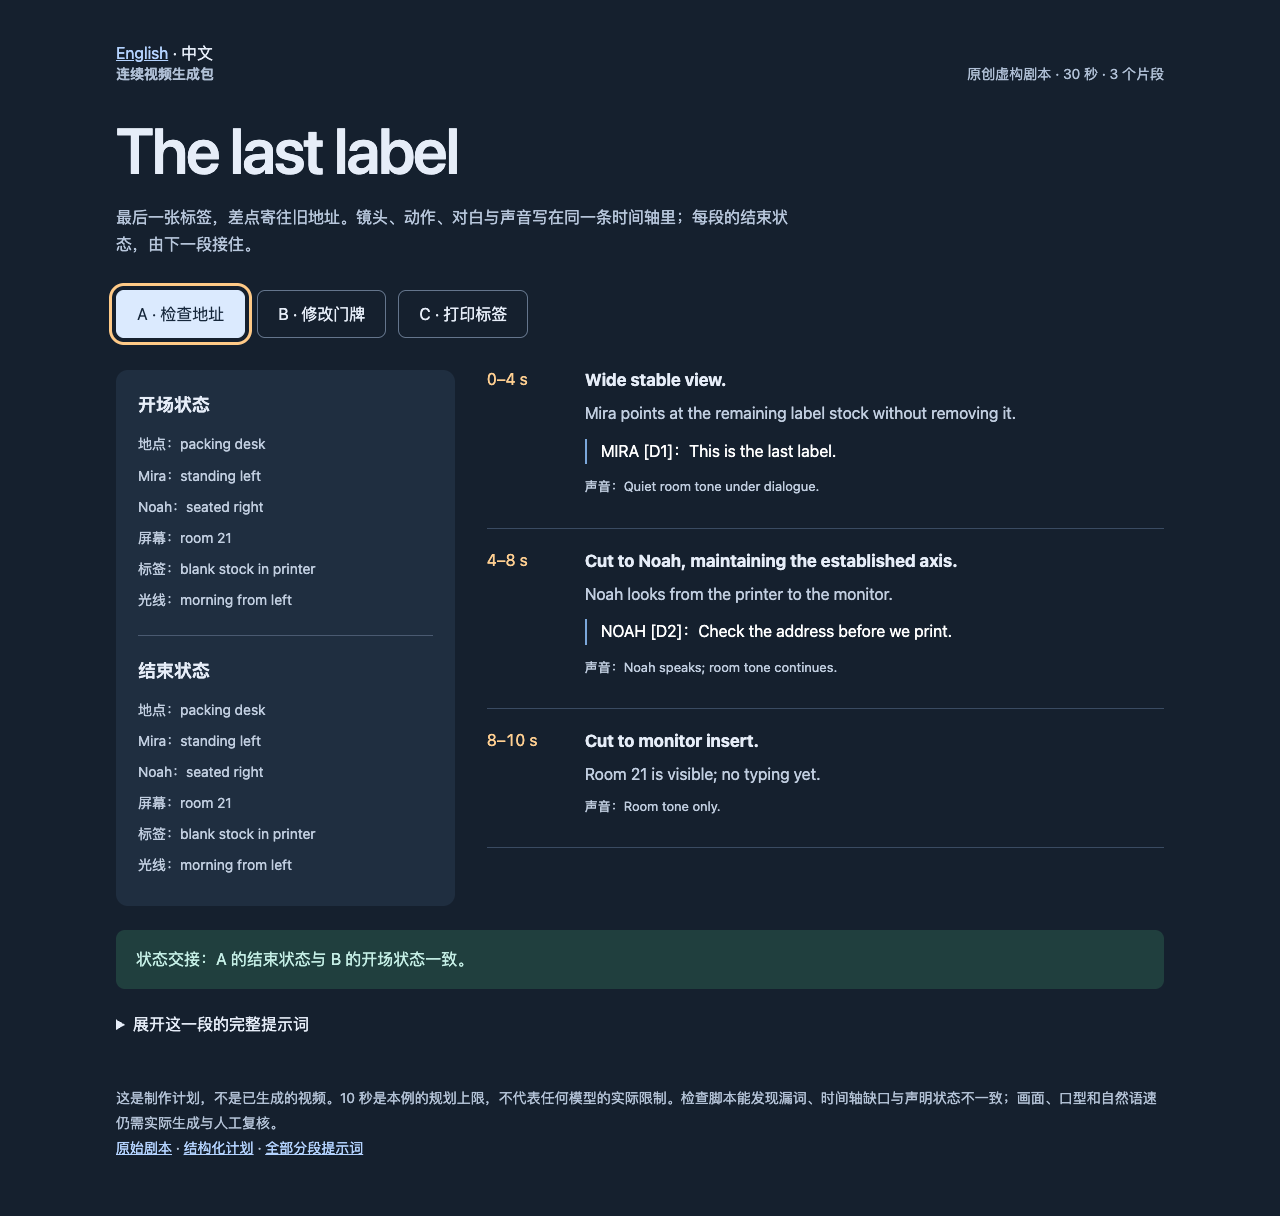 English · 中文
连续视频生成包
原创虚构剧本 · 30 秒 · 3 个片段
The last label
最后一张标签，差点寄往旧地址。镜头、动作、对白与声音写在同一条时间轴里；每段的结束状
态，由下一段接住。
A · 检查地址
B · 修改门牌
C · 打印标签
开场状态
地点：packing desk
Mira：standing left
Noah：seated right
屏幕：room 21
标签：blank stock in printer
光线：morning from left
结束状态
地点：packing desk
Mira：standing left
Noah：seated right
屏幕：room 21
标签：blank stock in printer
光线：morning from left
0–4 s
Wide stable view.
Mira points at the remaining label stock without removing it.
MIRA [D1]：This is the last label.
声音：Quiet room tone under dialogue.
4–8 s
Cut to Noah, maintaining the established axis.
Noah looks from the printer to the monitor.
NOAH [D2]：Check the address before we print.
声音：Noah speaks; room tone continues.
8–10 s
Cut to monitor insert.
Room 21 is visible; no typing yet.
声音：Room tone only.
状态交接：A 的结束状态与 B 的开场状态一致。
展开这一段的完整提示词
这是制作计划，不是已生成的视频。10 秒是本例的规划上限，不代表任何模型的实际限制。检查脚本能发现漏词、时间轴缺口与声明状态不一致；画面、口型和自然语速
仍需实际生成与人工复核。
原始剧本 · 结构化计划 · 全部分段提示词